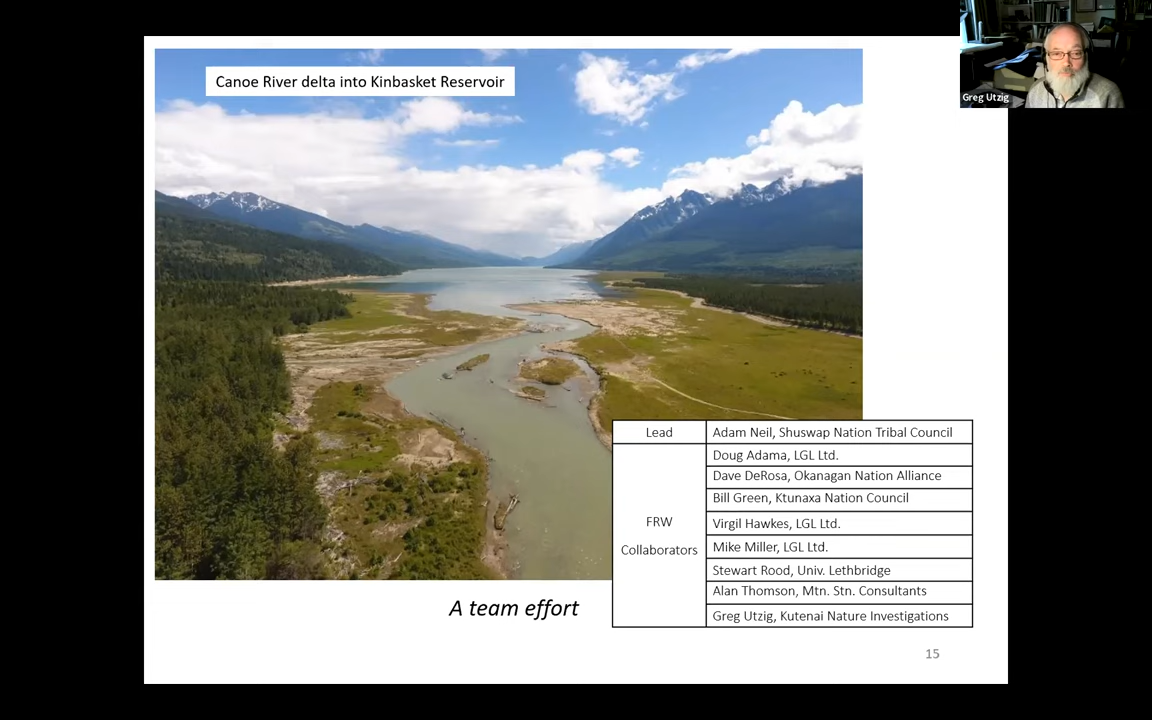 Canoe River delta into Kinbasket Reservoir
Greg Utzig
Lead
Adam Neil, Shuswap Nation Tribal Council
FRW
Collaborators
Doug Adama, LGL Ltd.
Dave DeRosa, Okanagan Nation Alliance
Bill Green, Ktunaxa Nation Council
Virgil Hawkes, LGL Ltd.
Mike Miller, LGL Ltd.
Stewart Rood, Univ. Lethbridge
Alan Thomson, Mtn. Stn. Consultants
Greg Utzig, Kutenai Nature Investigations
A team effort
15